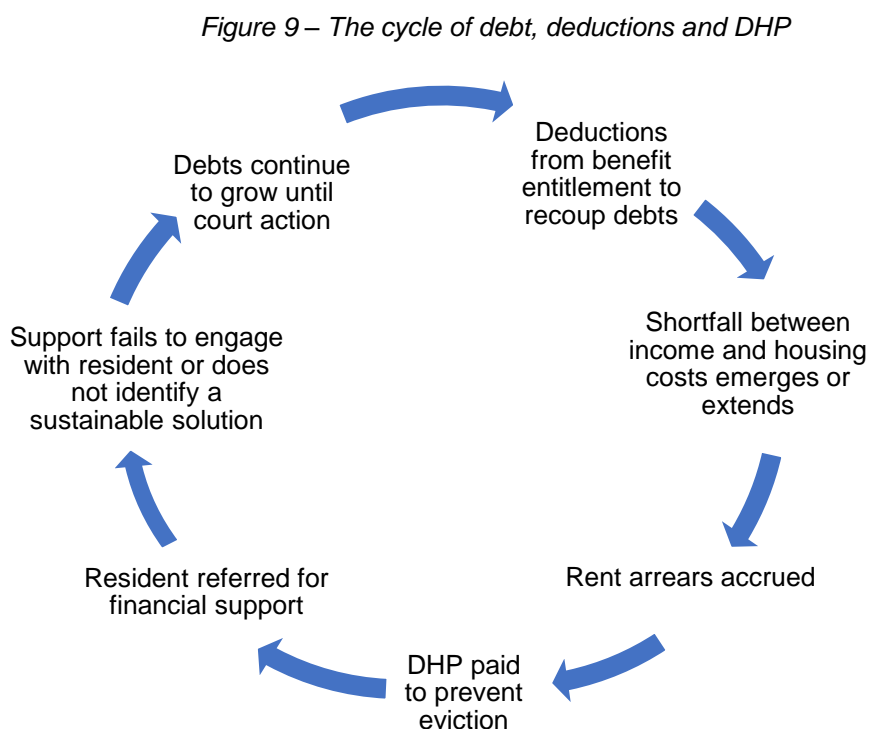 Figure 9 – The cycle of debt, deductions and DHP
Deductions
from benefit
entitlement to
recoup debts
Shortfall between
income and housing
costs emerges or
extends
Rent arrears accrued
DHP paid
to prevent
eviction
Resident referred for
financial support
Support fails to engage
with resident or does
not identify a
sustainable solution
Debts continue
to grow until
court action